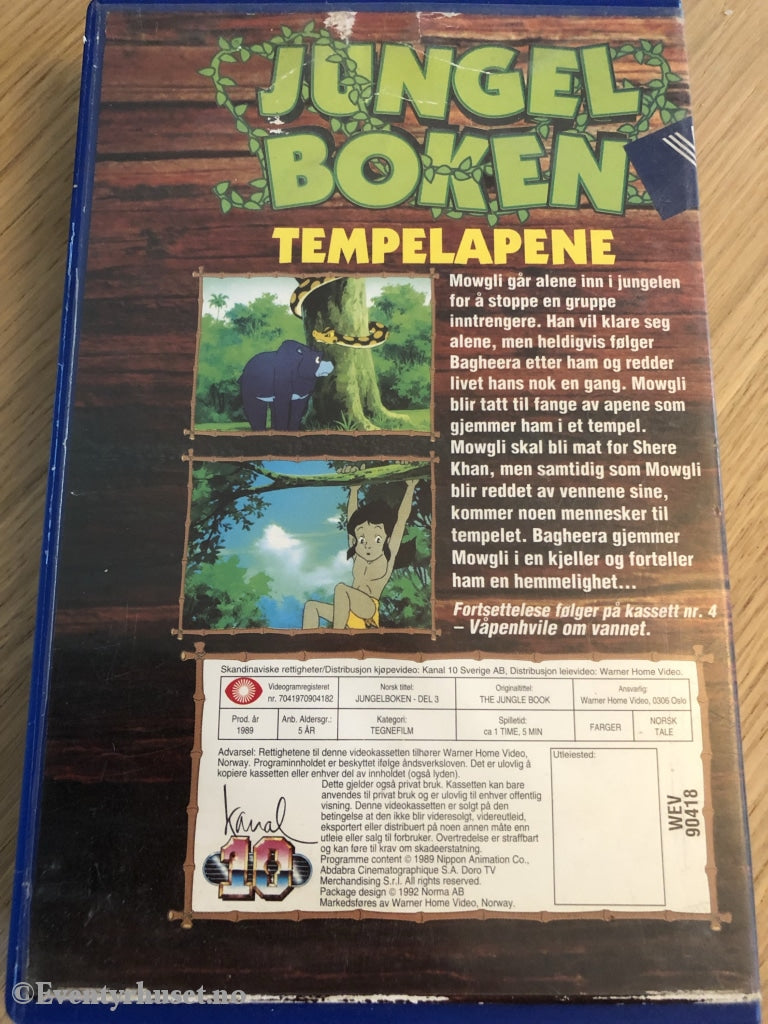 JUNGEL
BOKEN
TEMPELAPENE
Mowgli går alene inn i jungelen
for å stoppe en gruppe
inntrengere. Han vil klare seg
alene, men heldigvis følger
Bagheera etter ham og redder
livet hans nok en gang. Mowgli
blir tatt til fange av apene som
gjemmer ham i et tempel.
Mowgli skal bli mat for Shere
Khan, men samtidig som Mowgli
blir reddet av vennene sine,
kommer noen mennesker til
tempelet. Bagheera gjemmer
Mowgli i en kjeller og forteller
ham en hemmelighet...
Fortsettelese følger på kassett nr. 4
– Våpenhvile om vannet.
Skandinaviske rettigheter/Distribusjon kjøpevideo: Kanal 10 Sverige AB, Distribusjon leievideo: Warner Home Video.
Videogramregisteret
nr. 7041970904182
Norsk tittel:
JUNGELBOKEN - DEL 3
Originaltittel:
THE JUNGLE BOOK
Ansvarlig:
Warner Home Video, 0306 Oslo
Prod. år
1989
Anb. Aldersgr.:
5 ÅR
Kategori:
TEGNEFILM
Spilletid:
ca 1 TIME, 5 MIN
FARGER
NORSK
TALE
Advarsel: Rettighetene til denne videokassetten tilhører Warner Home Video,
Norway. Programinnholdet er beskyttet ifølge åndsverksloven. Det er ulovlig å
kopiere kassetten eller enhver del av innholdet (også lyden).
Dette gjelder også privat bruk. Kassetten kan bare
anvendes til privat bruk og er ulovlig til enhver offentlig
visning. Denne videokassetten er solgt på den
betingelse at den ikke blir videresolgt, videreutleid,
eksportert eller distribuert på noen annen måte enn
utleie eller salg til forbruker. Overtredelse er straffbart
og kan føre til krav om skadeerstatning.
Programme content © 1989 Nippon Animation Co.,
Abdabra Cinematographique S.A. Doro TV
Merchandising S.r.l. All rights reserved.
Package design © 1992 Norma AB
Markedsføres av Warner Home Video, Norway.
Kanal
10
Utleiested:
WEV
90418
©Eventyrhuset.no